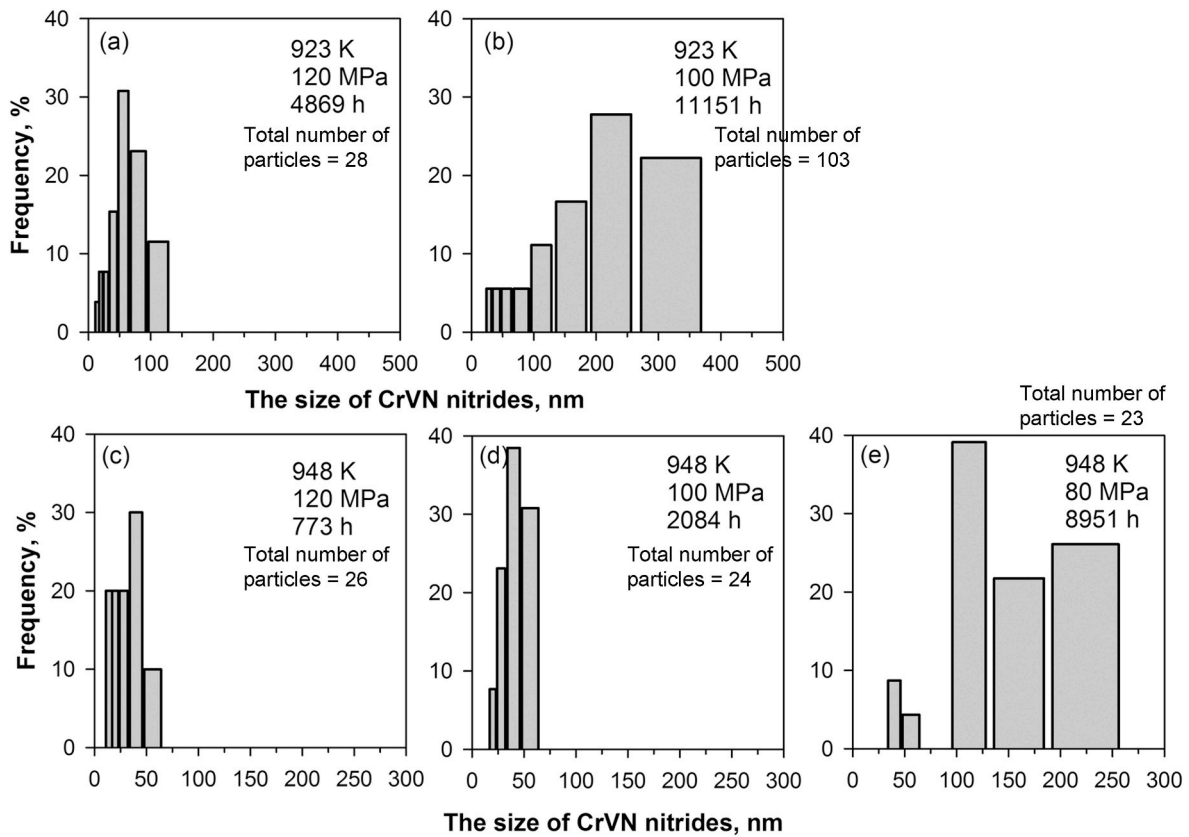 40
30
20
10
0
Frequency, %
(a)
923 K
120 MPa
4869 h
Total number of
particles = 28
0 100 200 300 400 500
40
30
20
10
0
(b)
923 K
100 MPa
11151 h
Total number of
particles = 103
0 100 200 300 400 500
The size of CrVN nitrides, nm
40
30
20
10
0
Frequency, %
(c)
948 K
120 MPa
773 h
Total number of
particles = 26
0 50 100 150 200 250 300
40
30
20
10
0
(d)
948 K
100 MPa
2084 h
Total number of
particles = 24
0 50 100 150 200 250 300
Total number of
particles = 23
40
30
20
10
0
(e)
948 K
80 MPa
8951 h
0 50 100 150 200 250 300
The size of CrVN nitrides, nm